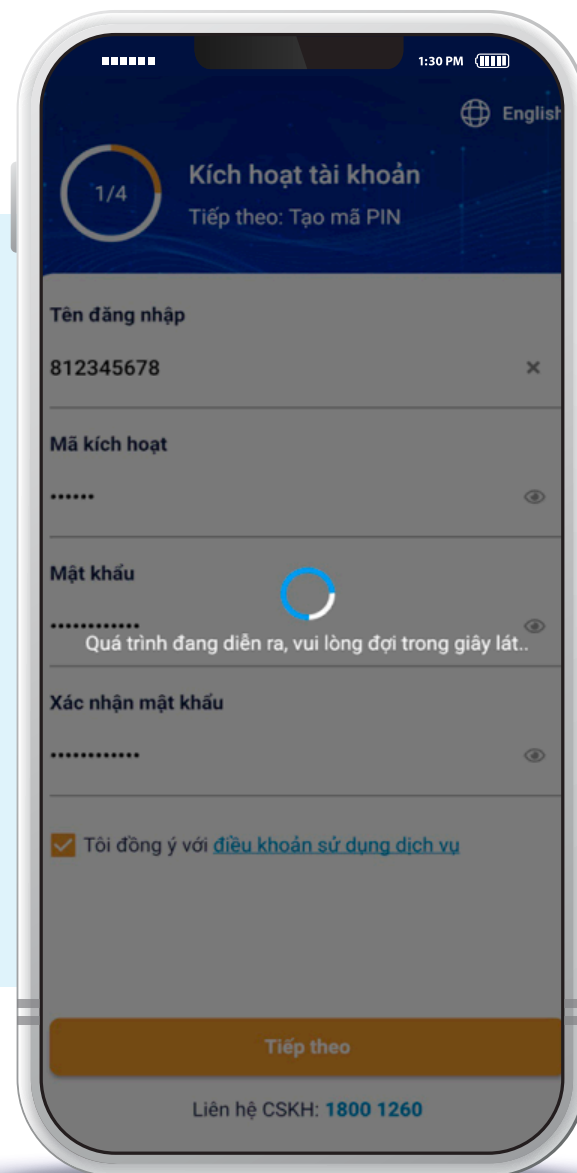 1:30 PM
English
1/4
Kích hoạt tài khoản
Tiếp theo: Tạo mã PIN
Tên đăng nhập
812345678
Mã kích hoạt
••••••
Mật khẩu
••••••••••••
Quá trình đang diễn ra, vui lòng đợi trong giây lát..
Xác nhận mật khẩu
••••••••••••
Tôi đồng ý với điều khoản sử dụng dịch vụ
Tiếp theo
Liên hệ CSKH: 1800 1260